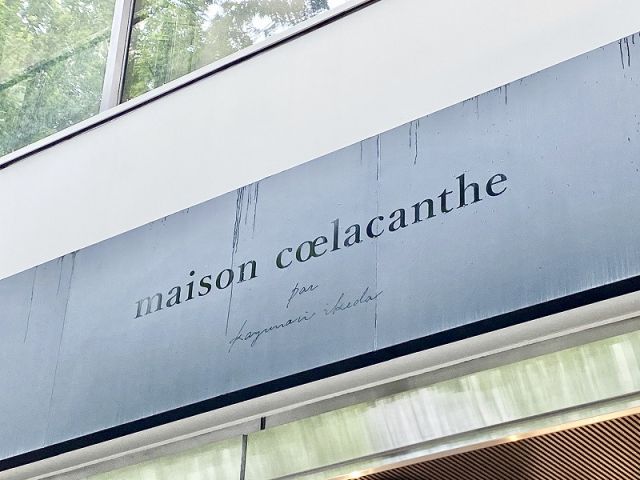 maison cœlacanthe
par
kazunari ikeda